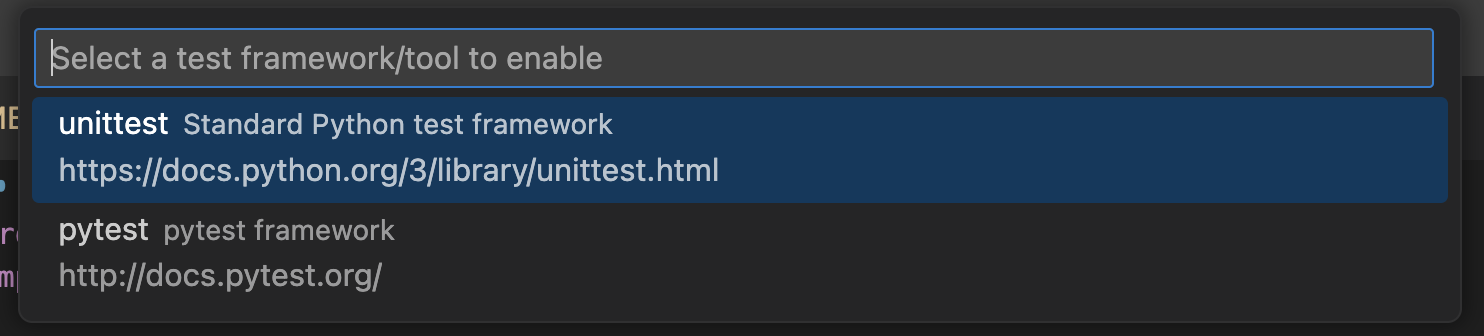 Select a test framework/tool to enable
unittest Standard Python test framework
https://docs.python.org/3/library/unittest.html
pytest pytest framework
http://docs.pytest.org/